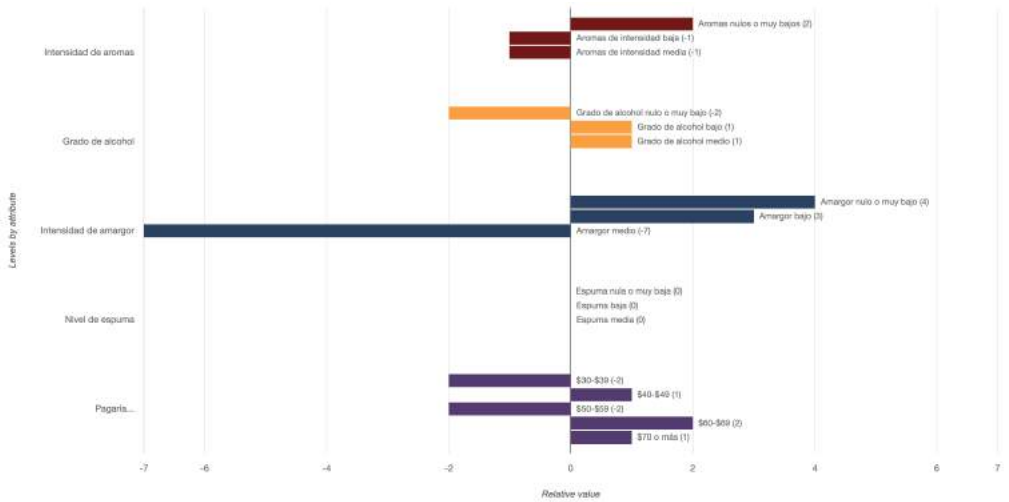 Aromas nulos o muy bajos (2)
Aromas de intensidad baja (-1)
Intensidad de aromas
Aromas de intensidad media (-1)
Grado de alcohol nulo o muy bajo (-2)
Grado de alcohol bajo (1)
Grado de alcohol
Grado de alcohol medio (1)
Levels by attribute
Amargor nulo o muy bajo (4)
Amargor bajo (3)
Intensidad de amargor
Amargor medio (-7)
Espuma nula o muy baja (0)
Espuma baja (0)
Nivel de espuma
Espuma media (0)
$30-$39 (-2)
$40-$49 (1)
Pagaría...
$50-$59 (-2)
$60-$69 (2)
$70 o más (1)
-7 -6 -4 -2 0 2 4 6 7
Relative value